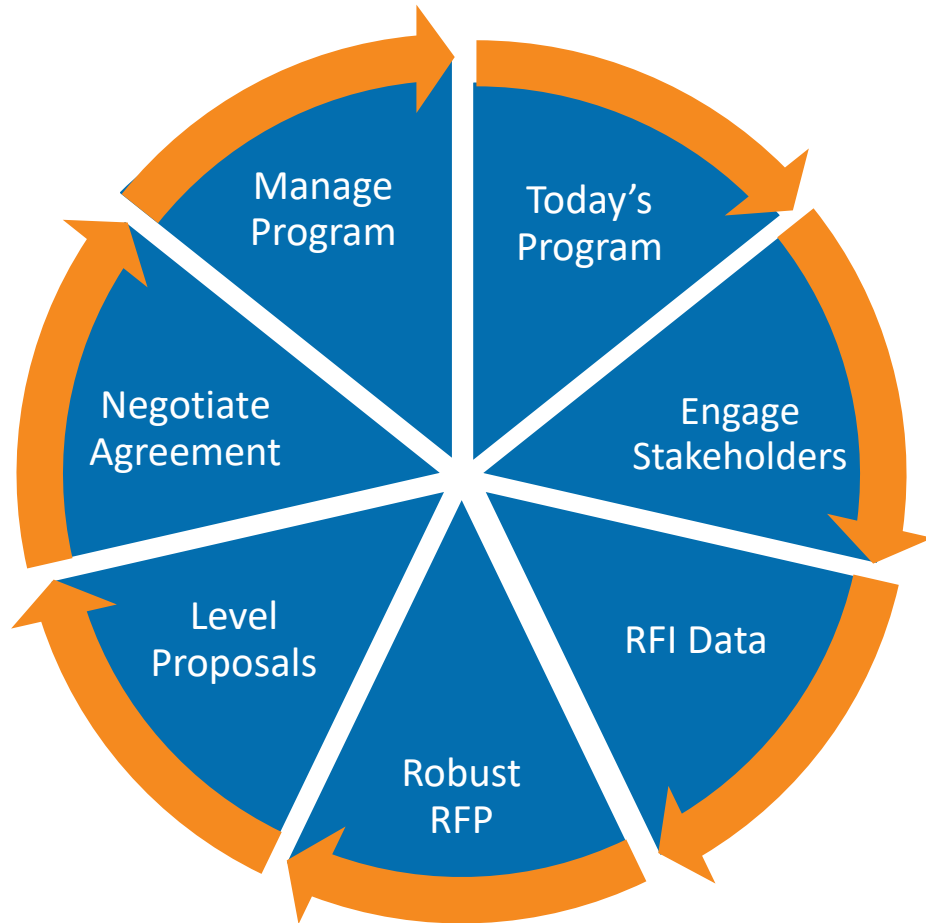 Today’s
Program
Engage
Stakeholders
RFI Data
Robust
RFP
Level
Proposals
Negotiate
Agreement
Manage
Program